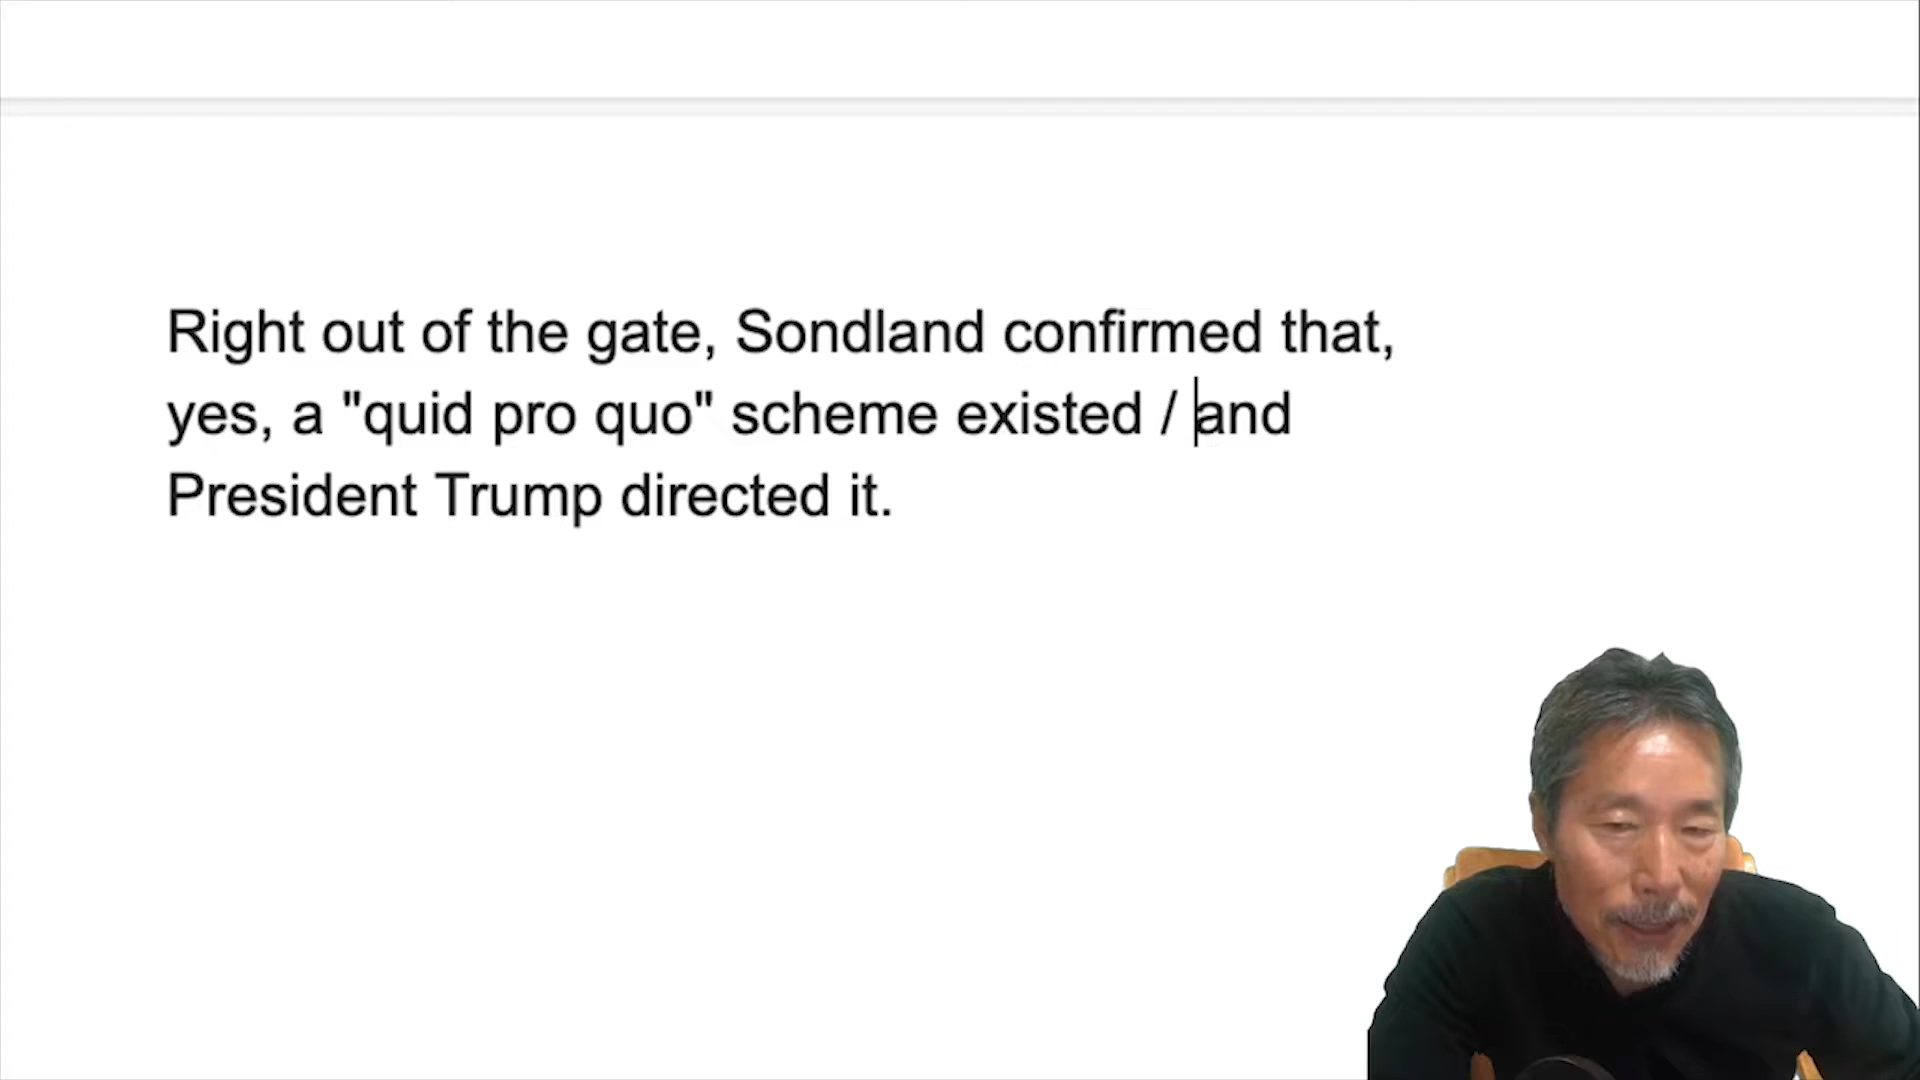 Right out of the gate, Sondland confirmed that,
yes, a "quid pro quo" scheme existed / and
President Trump directed it.